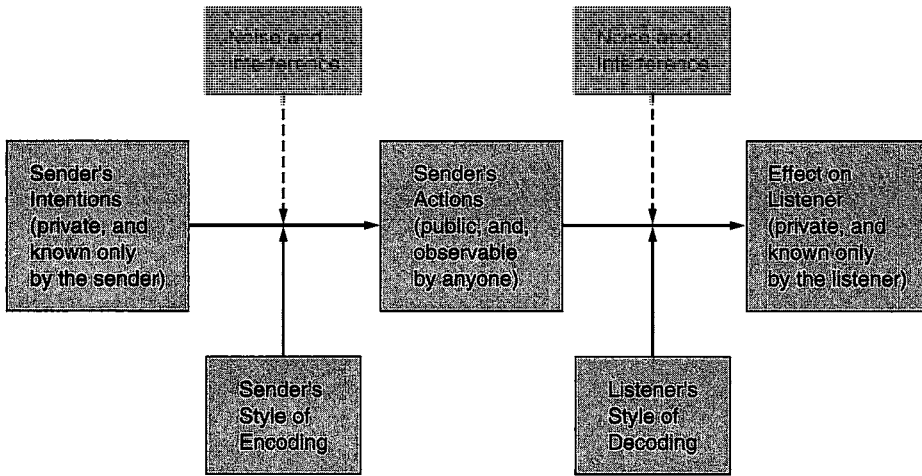 Noise and
Interference
Noise and
Interference
Sender's
Intentions
(private, and
known only
by the sender)
Sender's
Actions
(public, and,
observable
by anyone)
Effect on
Listener
(private, and
known only
by the listener)
Sender's
Style of
Encoding
Listener's
Style of
Decoding